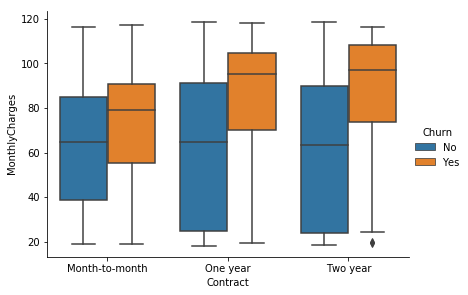 120
100
80
60
40
20
MonthlyCharges
Month-to-month
One year
Two year
Contract
Churn
No
Yes